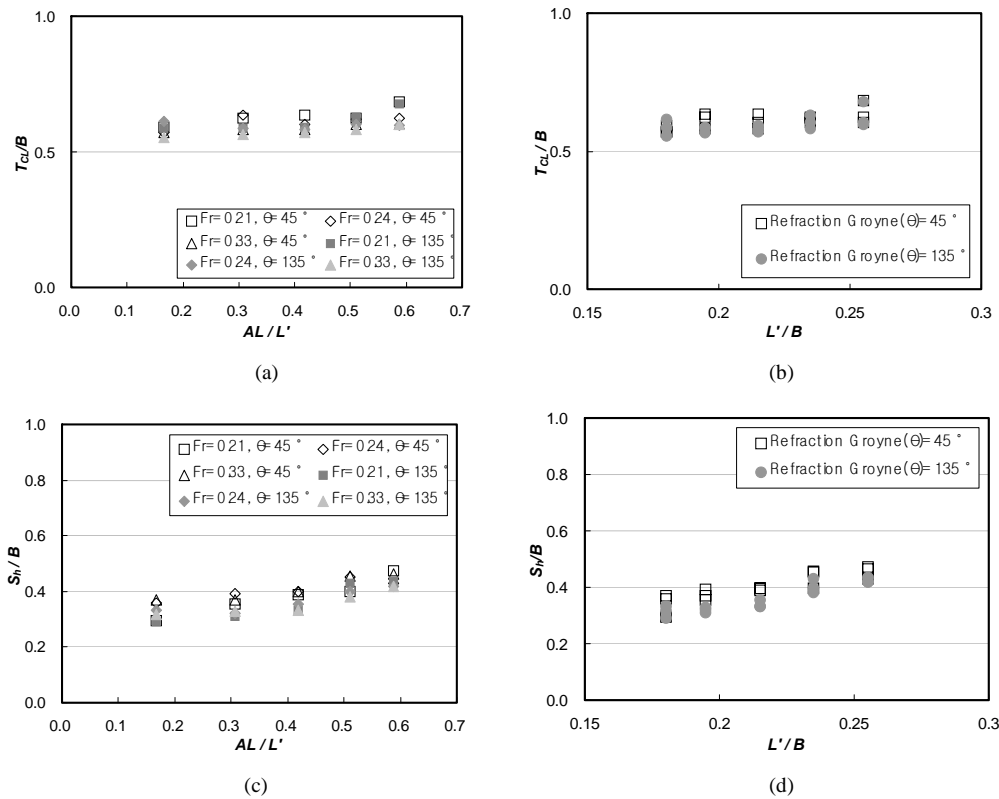 1.0
0.5
0.0
T_CL/B
Fr= 0.21, Θ= 45 °
Fr= 0.24, Θ= 45 °
Fr= 0.33, Θ= 45 °
Fr= 0.21, Θ= 135 °
Fr= 0.24, Θ= 135 °
Fr= 0.33, Θ= 135 °
0.0 0.1 0.2 0.3 0.4 0.5 0.6 0.7
AL / L'
(a)
1.0
0.5
0.0
T_CL / B
Refraction Groyne(Θ)= 45 °
Refraction Groyne(Θ)= 135 °
0.15 0.2 0.25 0.3
L' / B
(b)
1.0
0.8
0.6
0.4
0.2
0.0
S_h / B
Fr= 0.21, Θ= 45 °
Fr= 0.24, Θ= 45 °
Fr= 0.33, Θ= 45 °
Fr= 0.21, Θ= 135 °
Fr= 0.24, Θ= 135 °
Fr= 0.33, Θ= 135 °
0.0 0.1 0.2 0.3 0.4 0.5 0.6 0.7
AL / L'
(c)
1.0
0.8
0.6
0.4
0.2
0.0
S_h/B
Refraction Groyne(Θ)= 45 °
Refraction Groyne(Θ)= 135 °
0.15 0.2 0.25 0.3
L' / B
(d)